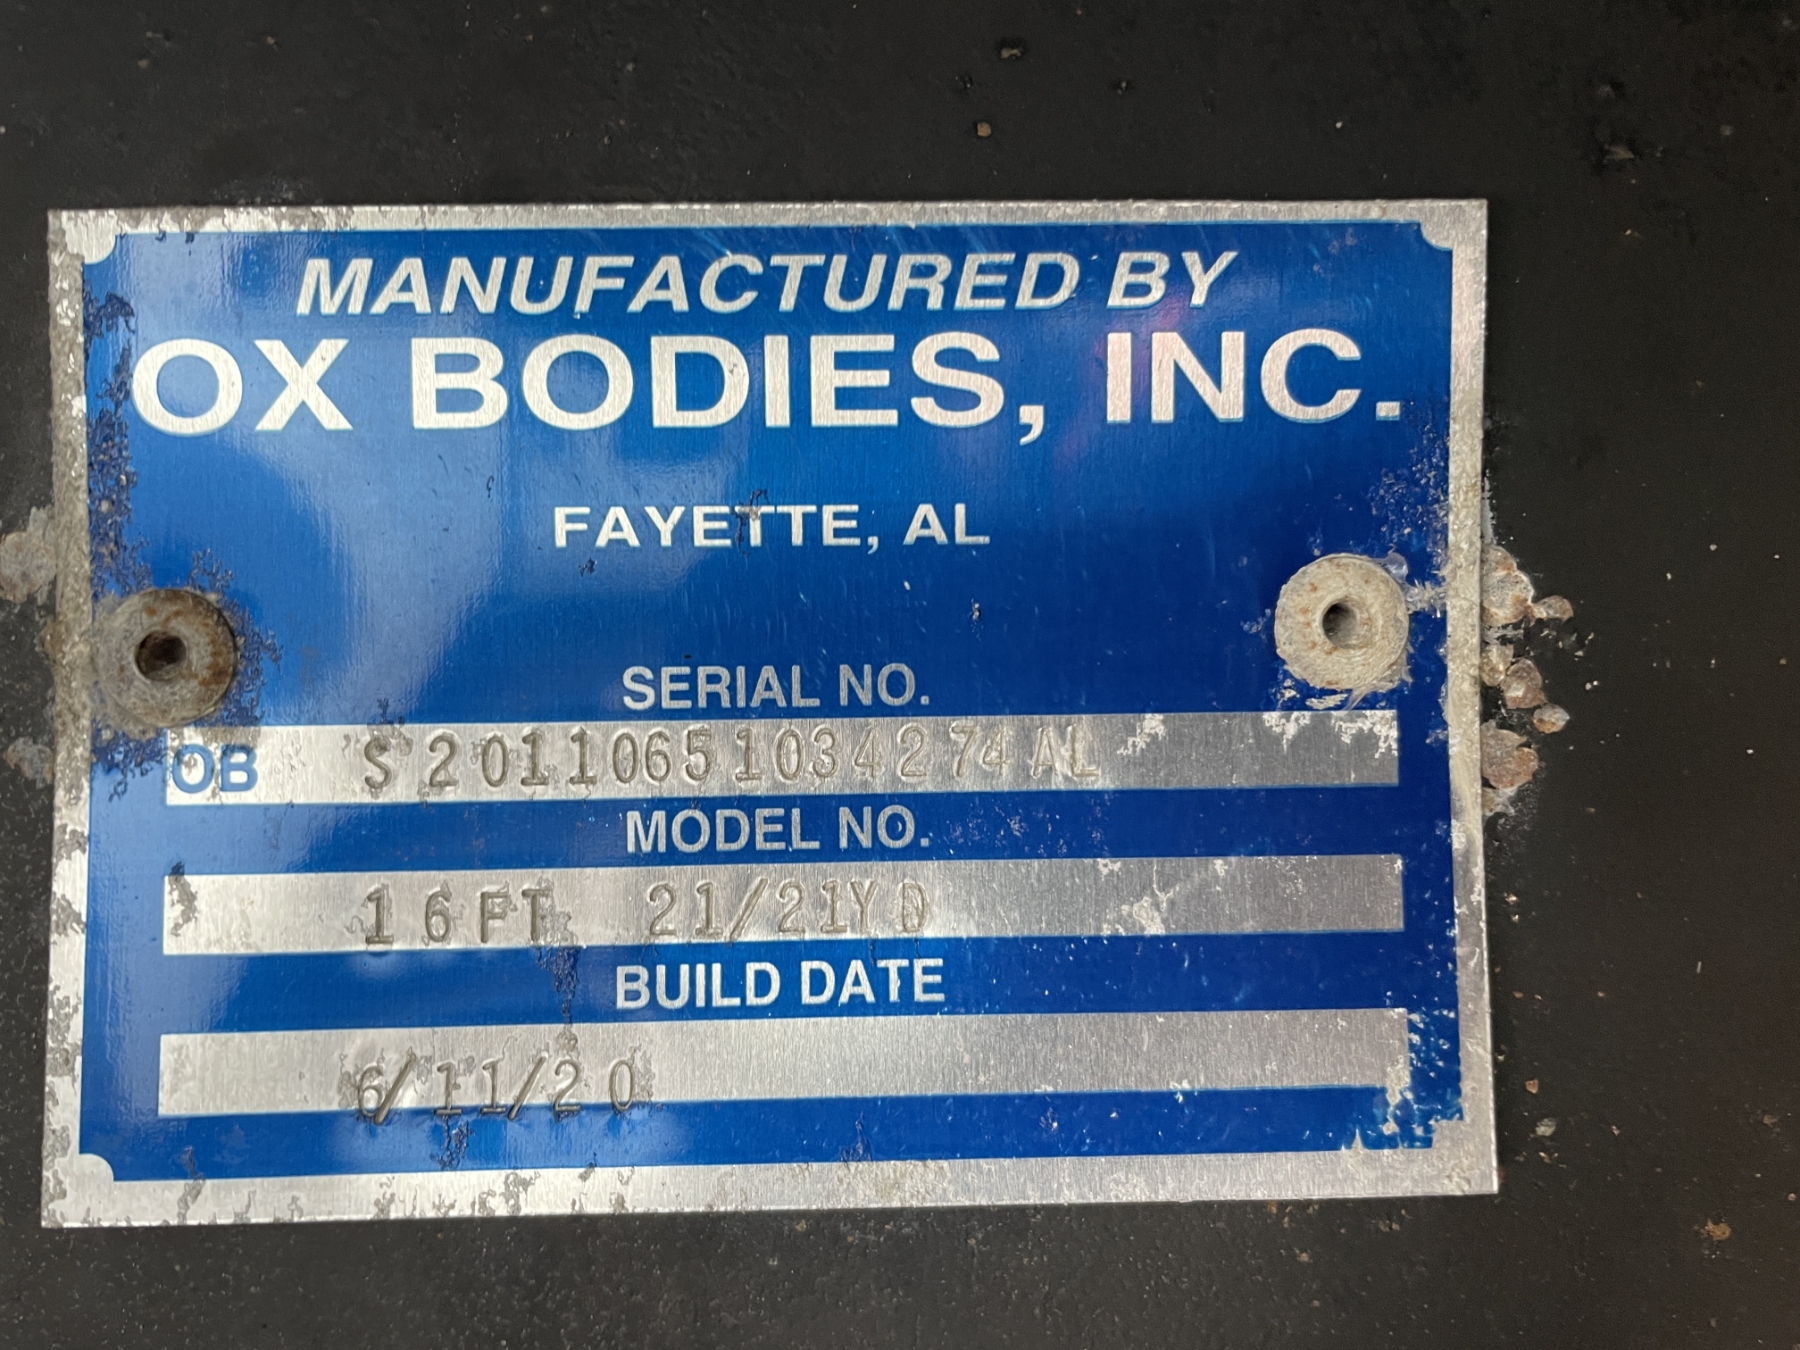 MANUFACTURED BY
OX BODIES, INC.
FAYETTE, AL
SERIAL NO.
OB S20110651034274AL
MODEL NO.
16FT 21/21YD
BUILD DATE
6/11/20